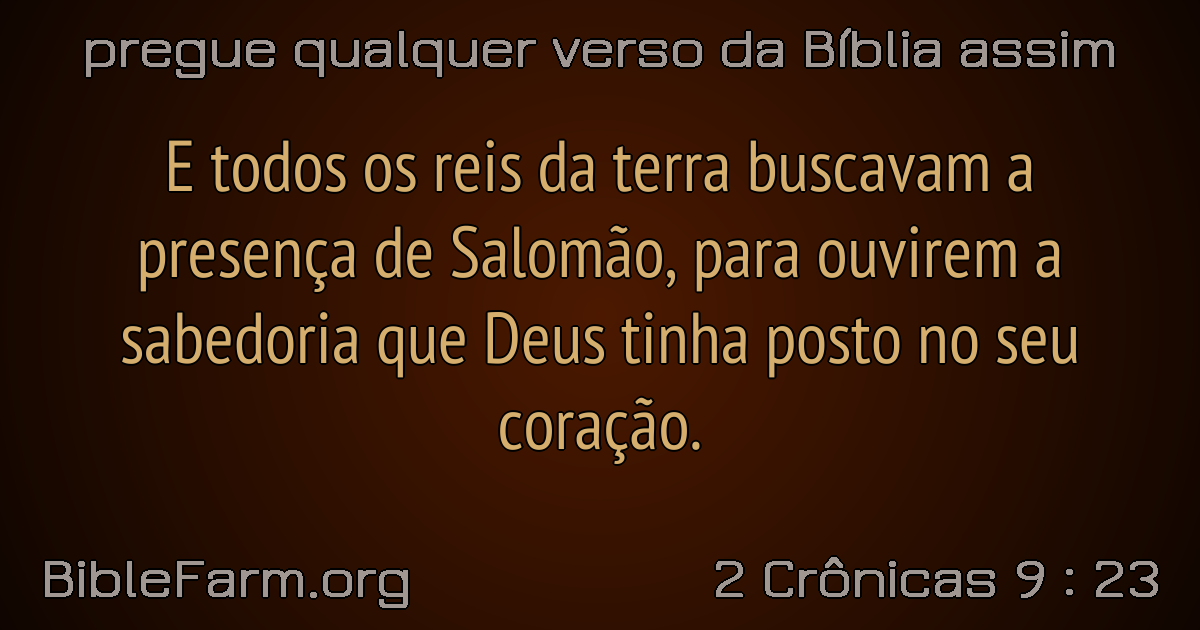 pregue qualquer verso da Bíblia assim
E todos os reis da terra buscavam a
presença de Salomão, para ouvirem a
sabedoria que Deus tinha posto no seu
coração.
BibleFarm.org
2 Crônicas 9 : 23